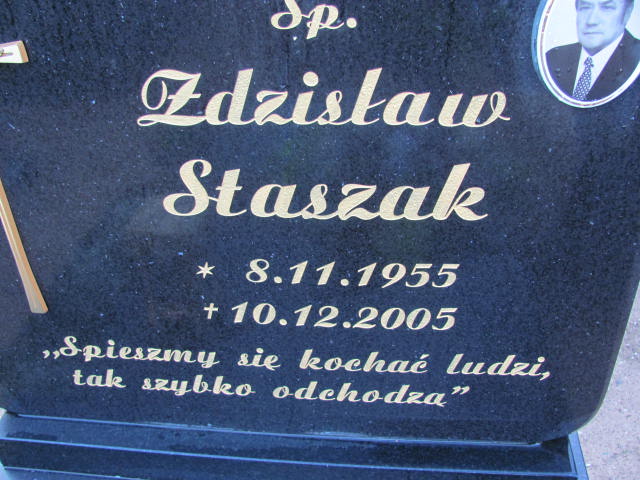 Śp.
Zdzisław
Staszak
* 8.11.1955
† 10.12.2005
„Spieszmy się kochać ludzi,
tak szybko odchodzą”